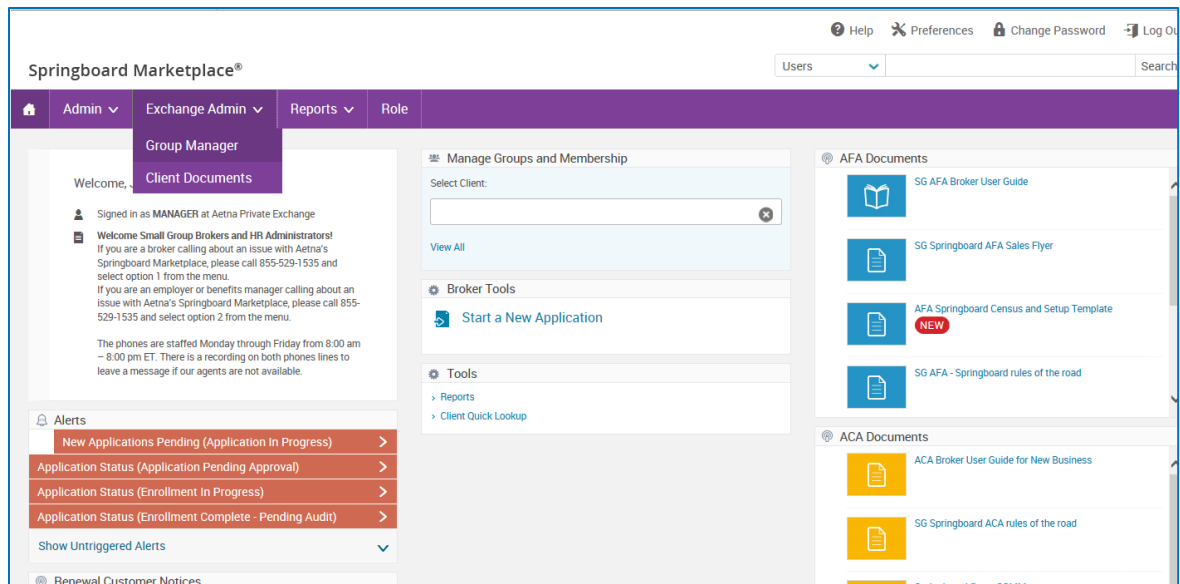 Help Preferences Change Password Log Ou
Springboard Marketplace®
Users Search
Admin Exchange Admin Reports Role
Group Manager
Client Documents
Welcome, J
Signed in as MANAGER at Aetna Private Exchange
Welcome Small Group Brokers and HR Administrators!
If you are a broker calling about an issue with Aetna's
Springboard Marketplace, please call 855-529-1535 and
select option 1 from the menu.
If you are an employer or benefits manager calling about an
issue with Aetna's Springboard Marketplace, please call 855-
529-1535 and select option 2 from the menu.
The phones are staffed Monday through Friday from 8:00 am
– 8:00 pm ET. There is a recording on both phones lines to
leave a message if our agents are not available.
Alerts
New Applications Pending (Application In Progress)
Application Status (Application Pending Approval)
Application Status (Enrollment In Progress)
Application Status (Enrollment Complete - Pending Audit)
Show Untriggered Alerts
Renewal Customer Notices
Manage Groups and Membership
Select Client:
View All
Broker Tools
Start a New Application
Tools
› Reports
› Client Quick Lookup
AFA Documents
SG AFA Broker User Guide
SG Springboard AFA Sales Flyer
AFA Springboard Census and Setup Template
NEW
SG AFA - Springboard rules of the road
ACA Documents
ACA Broker User Guide for New Business
SG Springboard ACA rules of the road